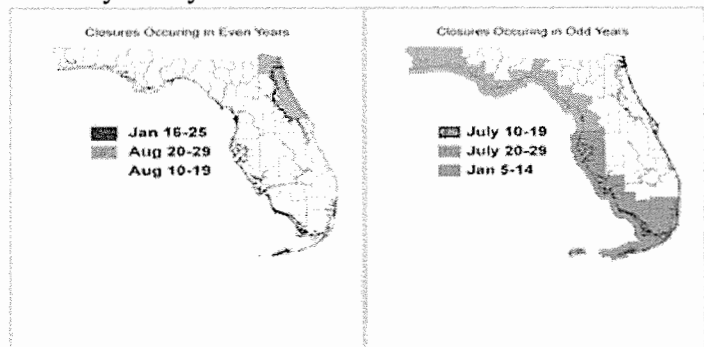 Closures Occuring in Even Years
Jan 16-25
Aug 20-29
Aug 10-19
Closures Occuring in Odd Years
July 10-19
July 20-29
Jan 5-14